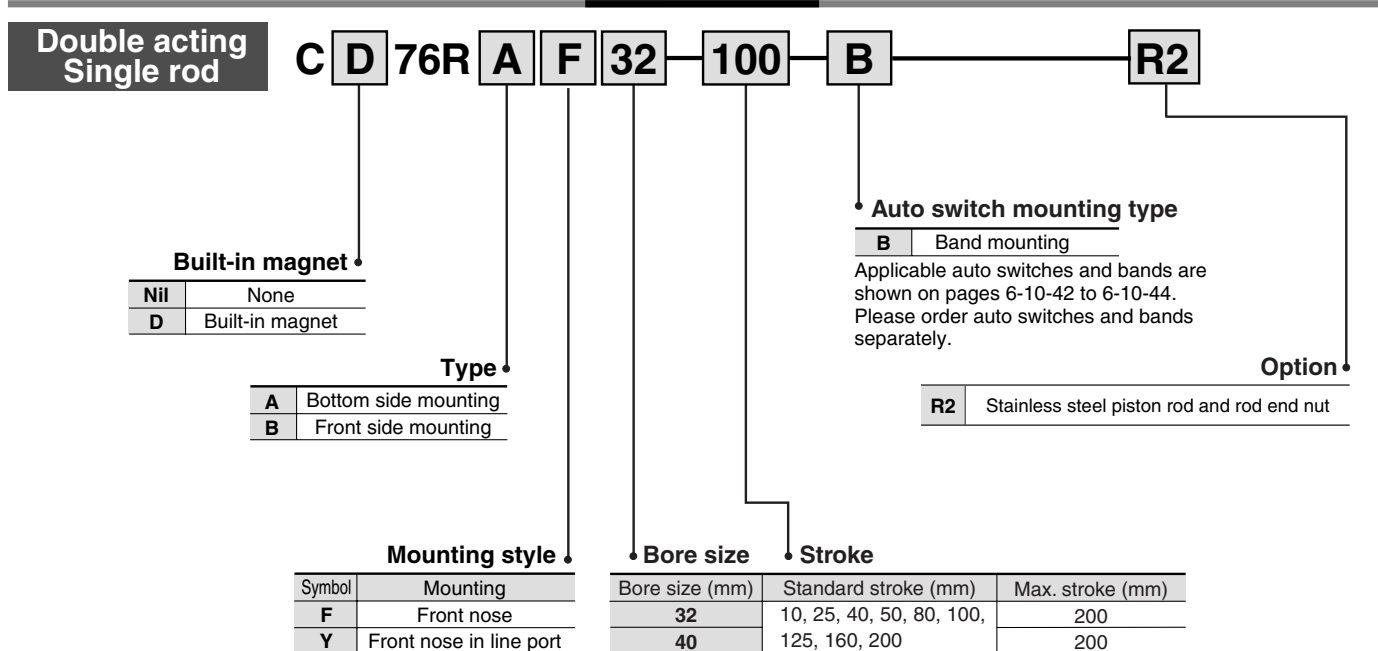 Double acting
Single rod
C D 76R A F 32 — 100 — B — R2
Auto switch mounting type
B Band mounting
Applicable auto switches and bands are
shown on pages 6-10-42 to 6-10-44.
Please order auto switches and bands
separately.
Built-in magnet
Nil None
D Built-in magnet
Type
A Bottom side mounting
B Front side mounting
Option
R2 Stainless steel piston rod and rod end nut
Mounting style
Symbol Mounting
F Front nose
Y Front nose in line port
Bore size Stroke
Bore size (mm) Standard stroke (mm) Max. stroke (mm)
32 10, 25, 40, 50, 80, 100, 200
40 125, 160, 200 200